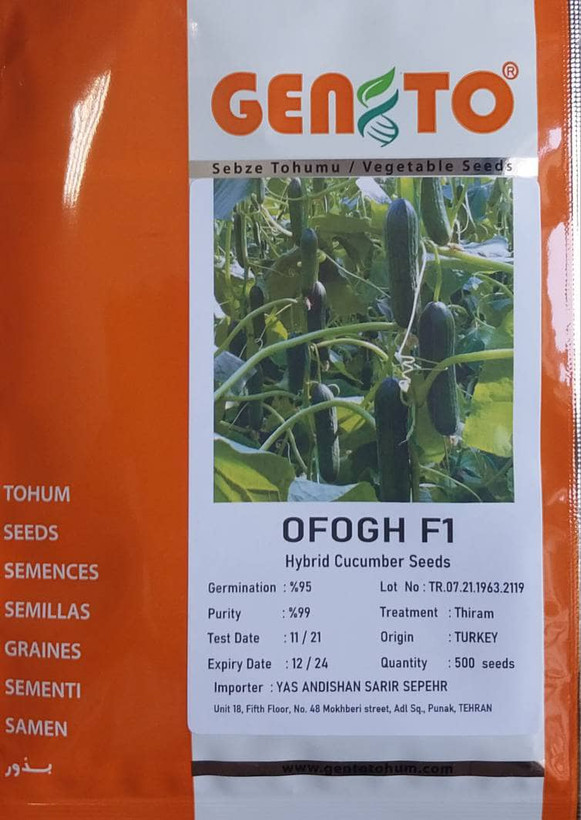 GENTO®
Sebze Tohumu / Vegetable Seeds
TOHUM
SEEDS
SEMENCES
SEMILLAS
GRAINES
SEMENTI
SAMEN
بذور
OFOGH F1
Hybrid Cucumber Seeds
Germination : %95 Lot No : TR.07.21.1963.2119
Purity : %99 Treatment : Thiram
Test Date : 11 / 21 Origin : TURKEY
Expiry Date : 12 / 24 Quantity : 500 seeds
Importer : YAS ANDISHAN SARIR SEPEHR
Unit 18, Fifth Floor, No. 48 Mokhberi street, Adl Sq., Punak, TEHRAN
www.gentotohum.com